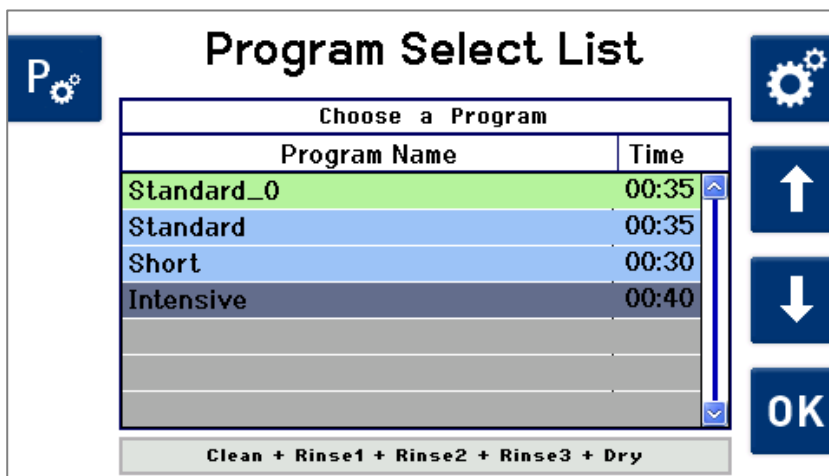 Program Select List
P
Choose a Program
Program Name Time
Standard_0 00:35
Standard 00:35
Short 00:30
Intensive 00:40
OK
Clean + Rinse1 + Rinse2 + Rinse3 + Dry